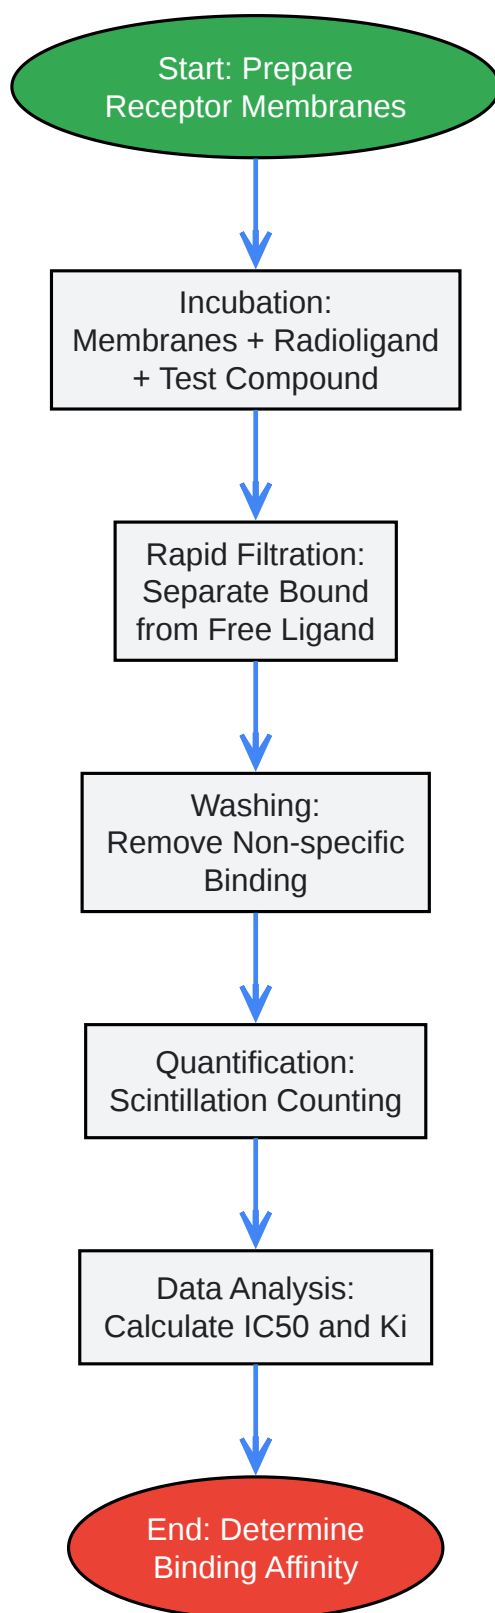 Start: Prepare
Receptor Membranes
Incubation:
Membranes + Radioligand
+ Test Compound
Rapid Filtration:
Separate Bound
from Free Ligand
Washing:
Remove Non-specific
Binding
Quantification:
Scintillation Counting
Data Analysis:
Calculate IC50 and Ki
End: Determine
Binding Affinity